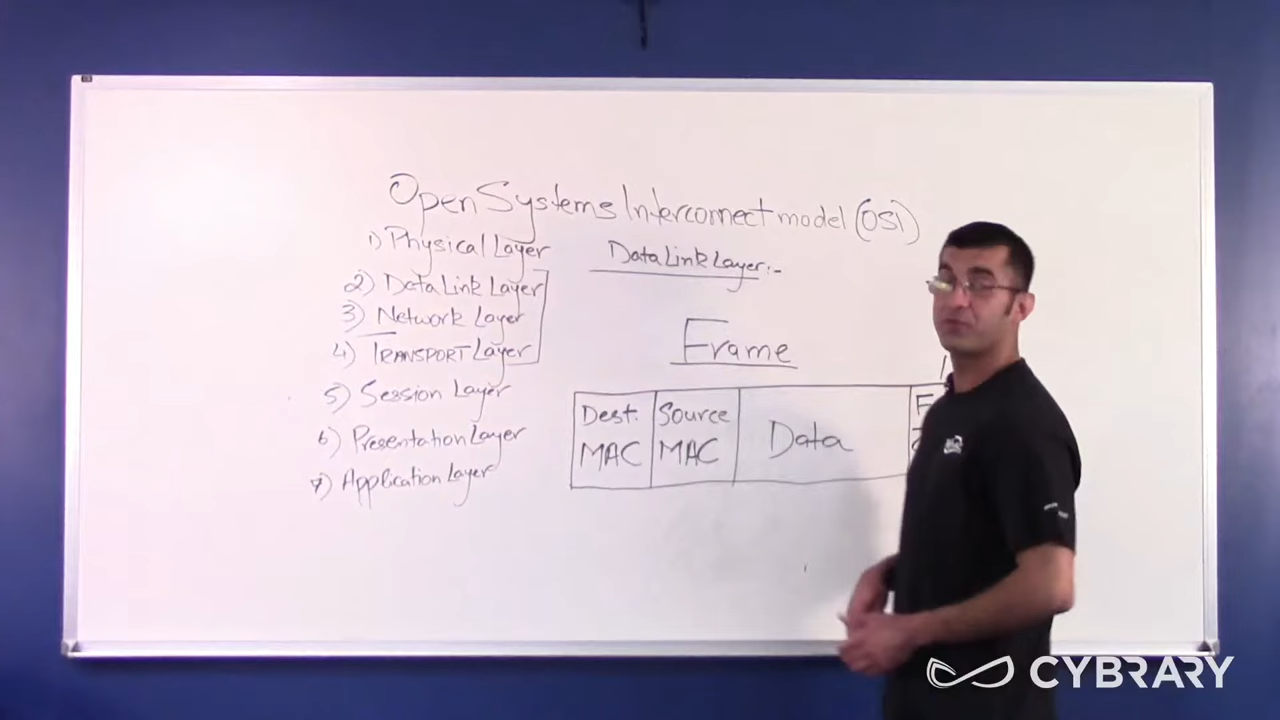 Open Systems Interconnect model (OSI)
1) Physical Layer
2) Data Link Layer
3) Network Layer
4) TRANSPORT Layer
5) Session Layer
6) Presentation Layer
7) Application Layer
Data Link Layer:-
Frame
Dest. MAC
Source MAC
Data
F
CYBRARY